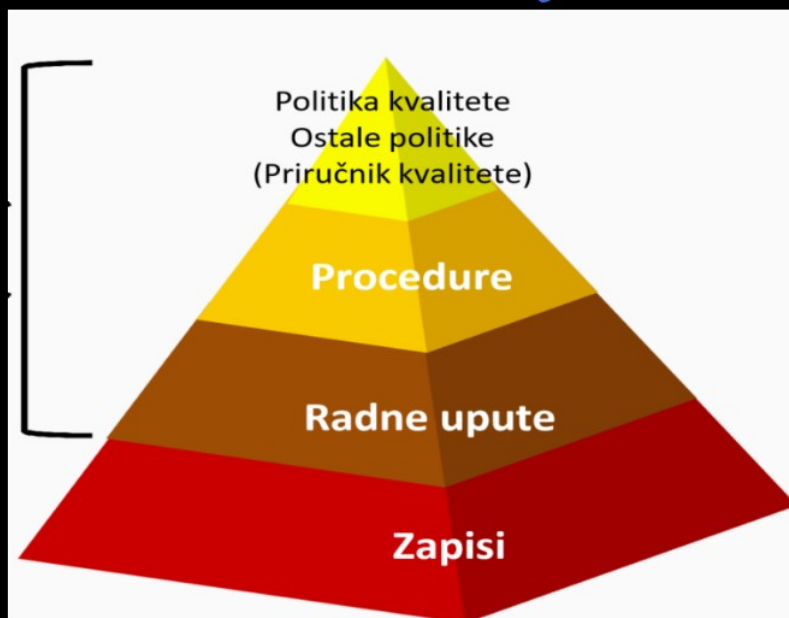 Politika kvalitete
Ostale politike
(Priručnik kvalitete)
Procedure
Radne upute
Zapisi